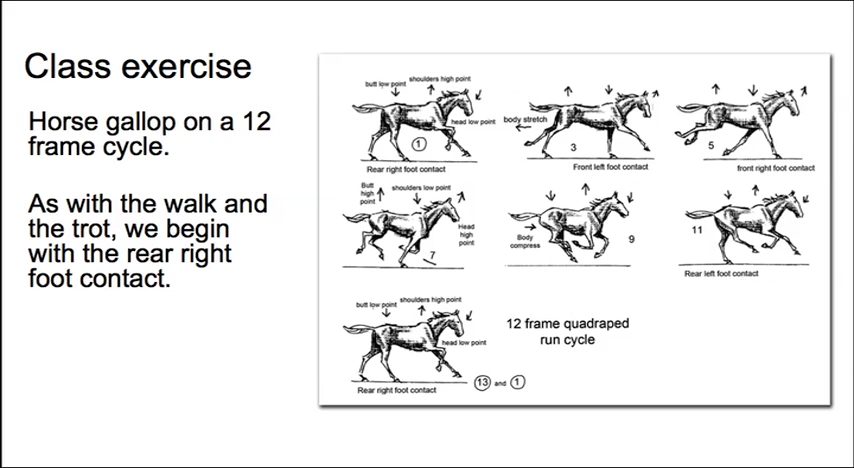 Class exercise
Horse gallop on a 12
frame cycle.
As with the walk and
the trot, we begin
with the rear right
foot contact.
shoulders high point
butt low point
head low point
1
Rear right foot contact
body stretch
3
Front left foot contact
5
front right foot contact
Butt
high
point
shoulders low point
Head
high
point
7
Body
compress
9
11
Rear left foot contact
shoulders high point
butt low point
head low point
13 and 1
Rear right foot contact
12 frame quadraped
run cycle